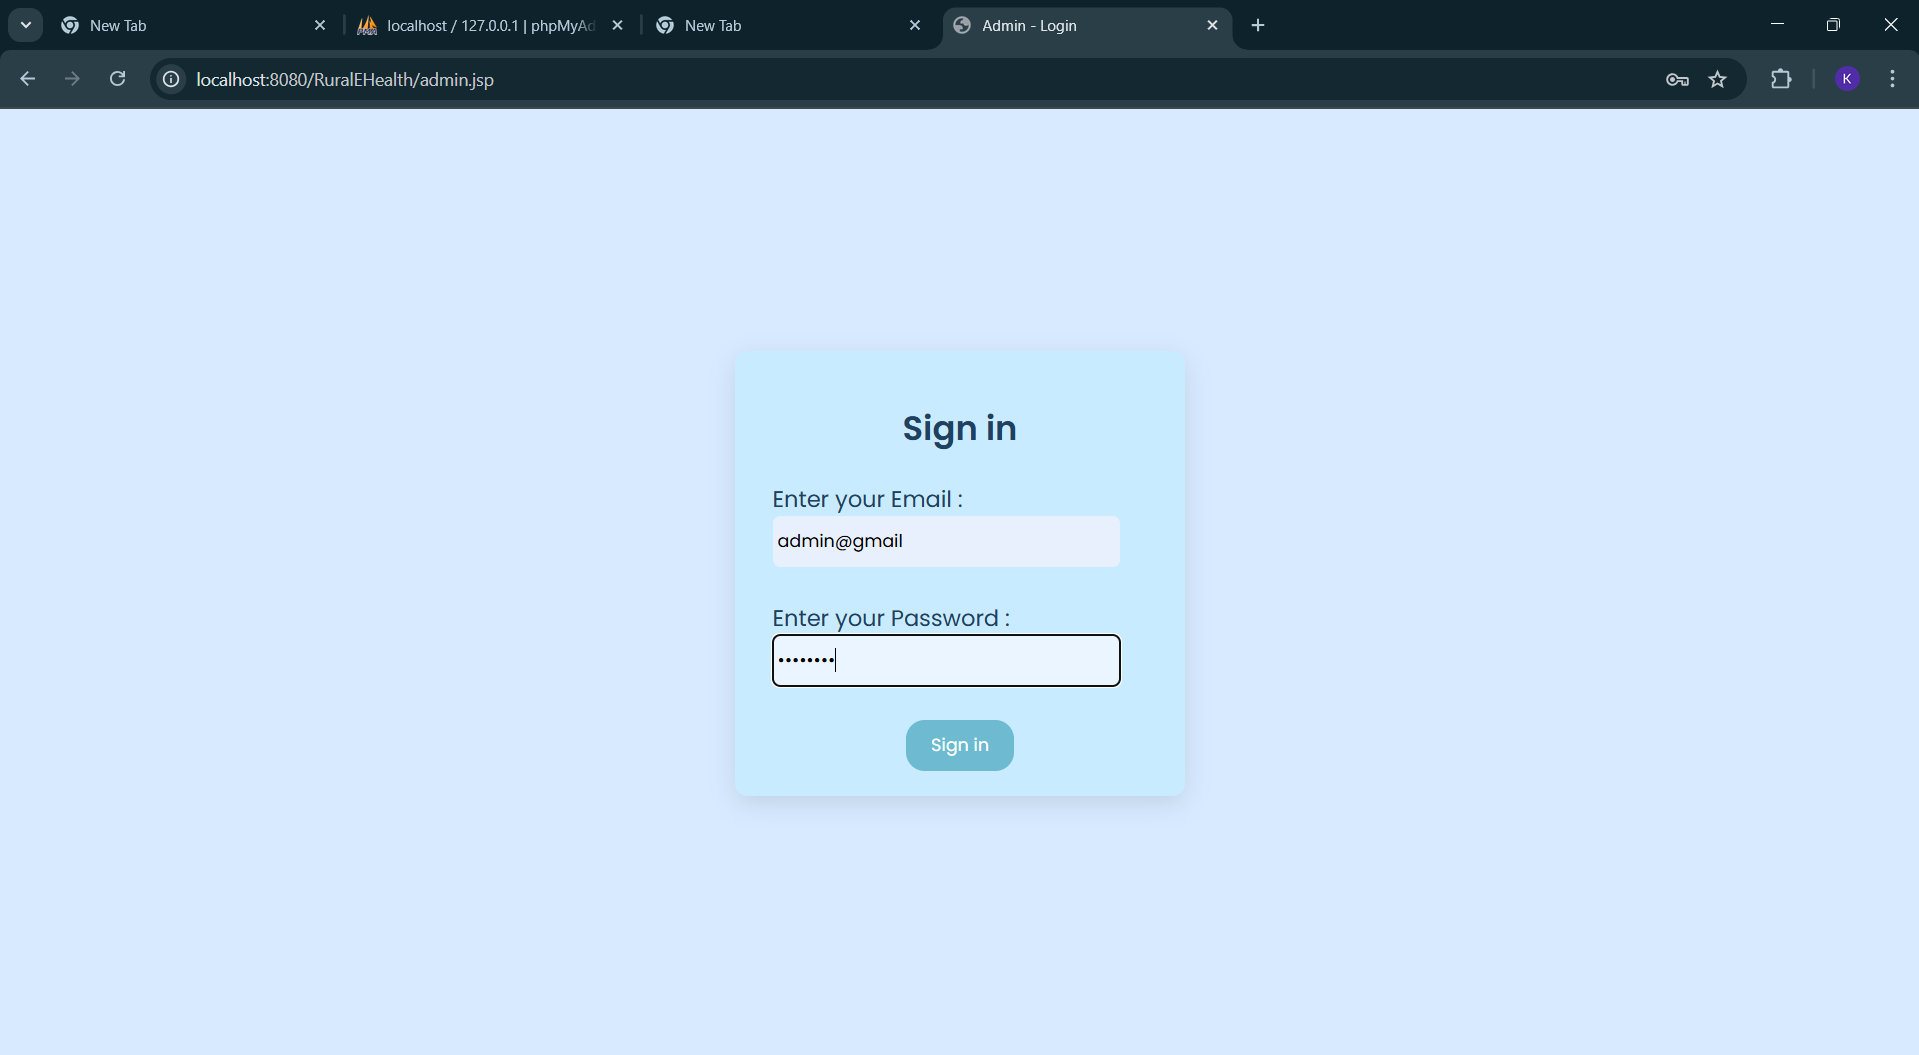 New Tab
localhost / 127.0.0.1 | phpMyAd
New Tab
Admin - Login
localhost:8080/RuralEHealth/admin.jsp
K
Sign in
Enter your Email :
admin@gmail
Enter your Password :
••••••••
Sign in